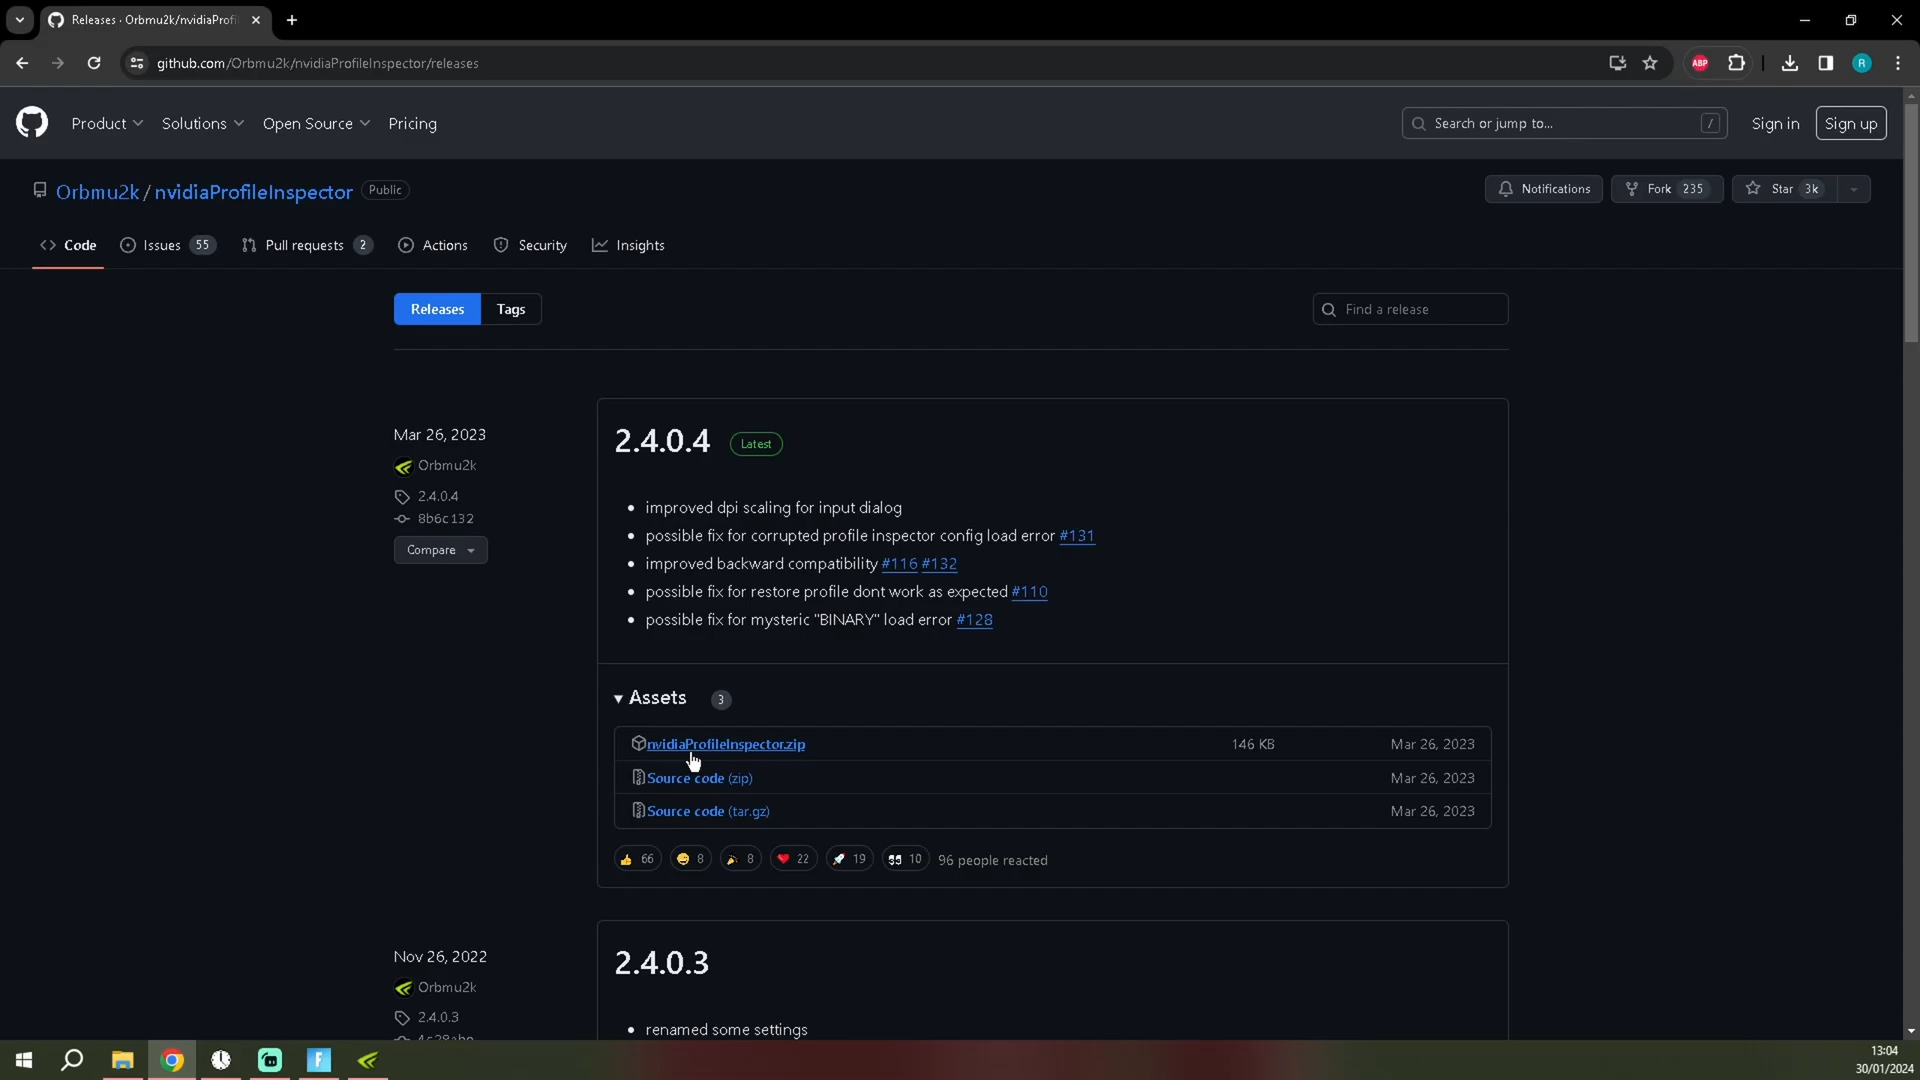 Releases · Orbmu2k/nvidiaProfil
github.com/Orbmu2k/nvidiaProfileInspector/releases
ABP
R
Product
Solutions
Open Source
Pricing
Search or jump to...
/
Sign in
Sign up
Orbmu2k / nvidiaProfileInspector Public
Notifications
Fork 235
Star 3k
Code
Issues 55
Pull requests 2
Actions
Security
Insights
Releases
Tags
Find a release
Mar 26, 2023
Orbmu2k
2.4.0.4
8b6c132
Compare
2.4.0.4 Latest
• improved dpi scaling for input dialog
• possible fix for corrupted profile inspector config load error #131
• improved backward compatibility #116 #132
• possible fix for restore profile dont work as expected #110
• possible fix for mysteric "BINARY" load error #128
Assets 3
nvidiaProfileInspector.zip 146 KB Mar 26, 2023
Source code (zip) Mar 26, 2023
Source code (tar.gz) Mar 26, 2023
66 8 8 22 19 10 96 people reacted
Nov 26, 2022
Orbmu2k
2.4.0.3
2.4.0.3
• renamed some settings
13:04
30/01/2024